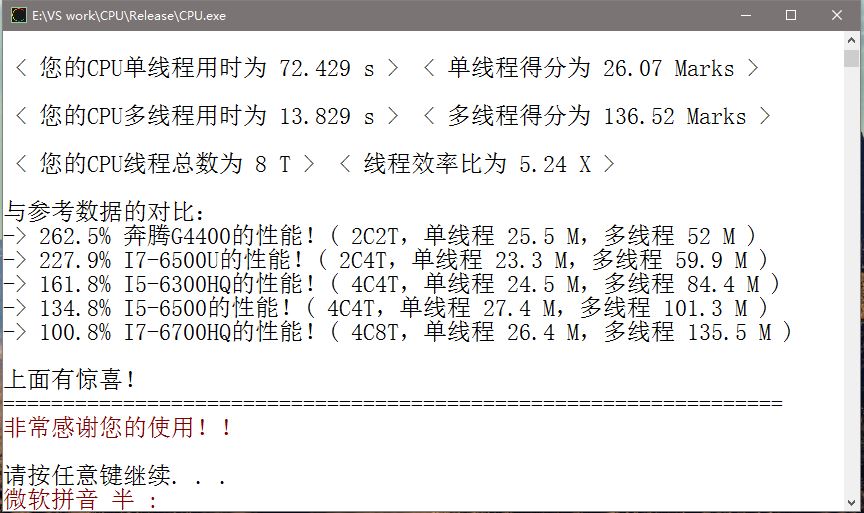 E:\VS work\CPU\Release\CPU.exe
< 您的CPU单线程用时为 72.429 s > < 单线程得分为 26.07 Marks >
< 您的CPU多线程用时为 13.829 s > < 多线程得分为 136.52 Marks >
< 您的CPU线程总数为 8 T > < 线程效率比为 5.24 X >
与参考数据的对比：
-> 262.5% 奔腾G4400的性能！( 2C2T，单线程 25.5 M，多线程 52 M )
-> 227.9% I7-6500U的性能！( 2C4T，单线程 23.3 M，多线程 59.9 M )
-> 161.8% I5-6300HQ的性能！( 4C4T，单线程 24.5 M，多线程 84.4 M )
-> 134.8% I5-6500的性能！( 4C4T，单线程 27.4 M，多线程 101.3 M )
-> 100.8% I7-6700HQ的性能！( 4C8T，单线程 26.4 M，多线程 135.5 M )
上面有惊喜！
=================================================================
非常感谢您的使用！！
请按任意键继续. . .
微软拼音 半 :